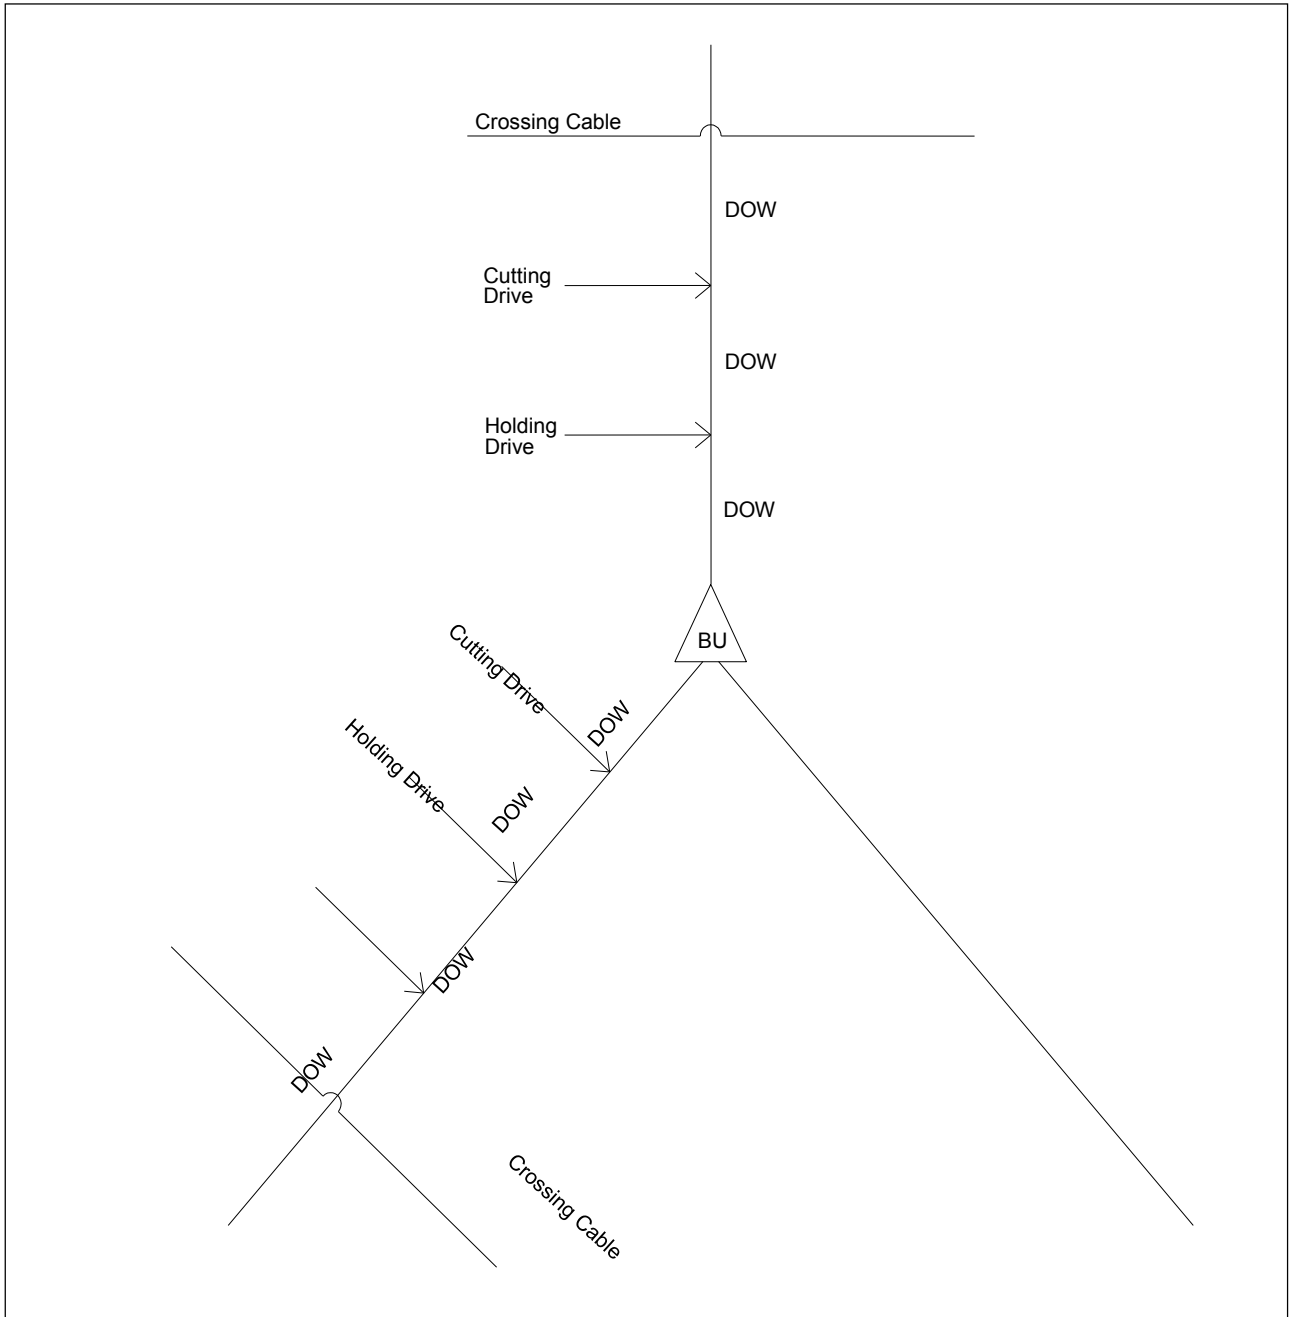 Crossing Cable
DOW
Cutting
Drive
DOW
Holding
Drive
DOW
BU
Cutting Drive
DOW
Holding Drive
DOW
DOW
DOW
Crossing Cable